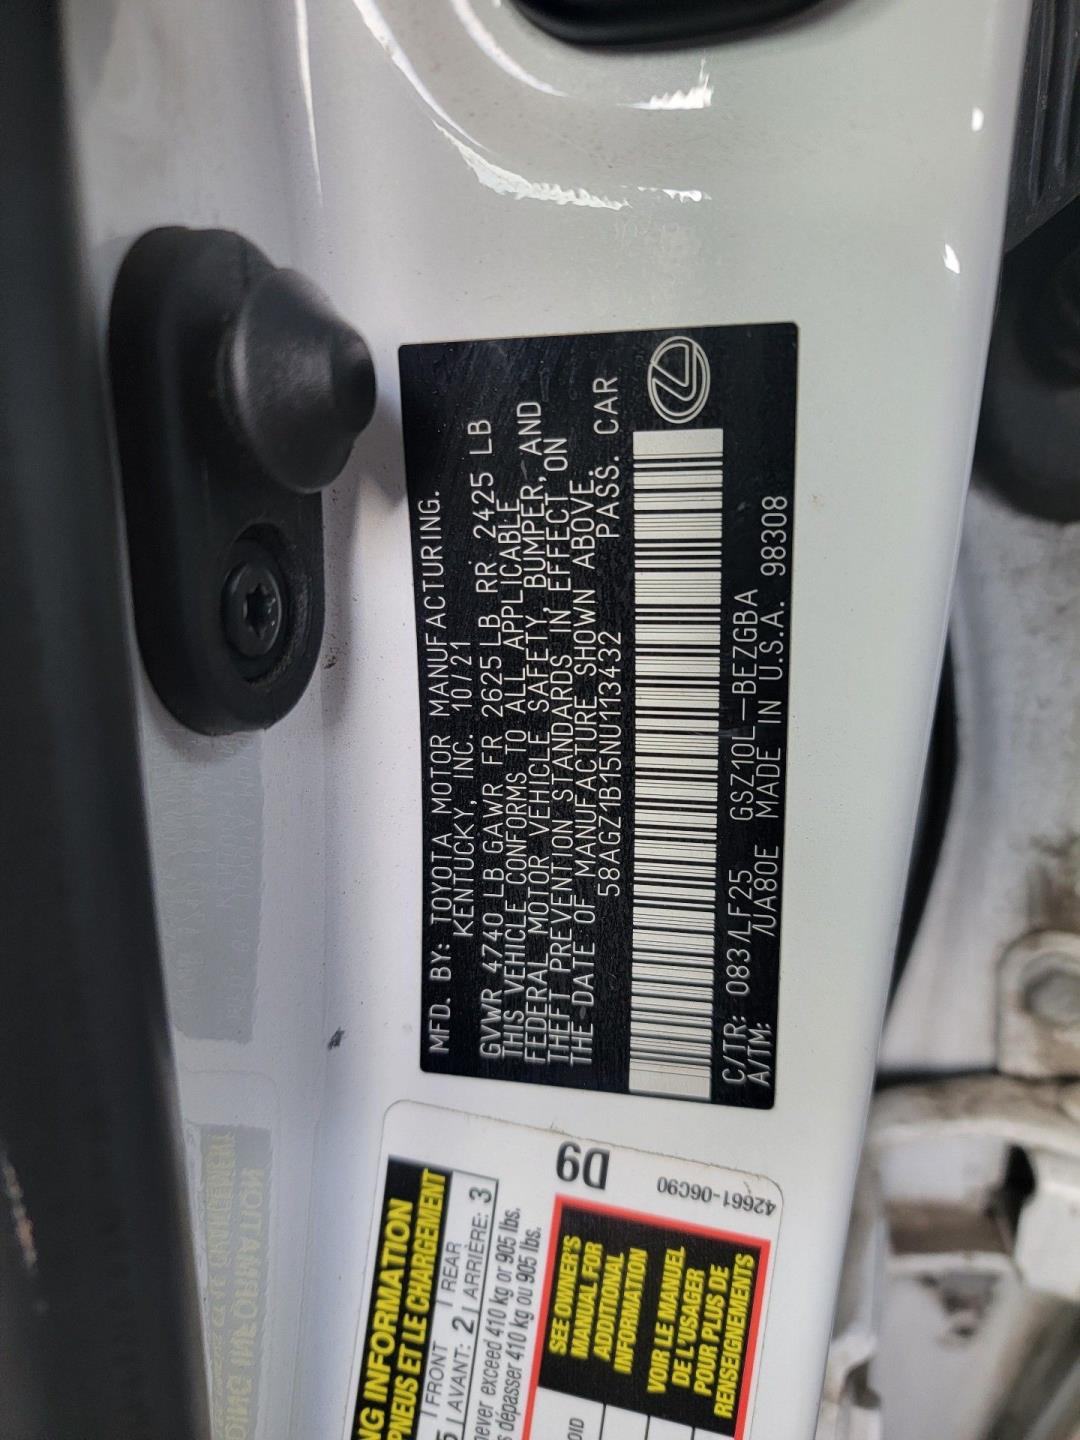 MFD. BY: TOYOTA MOTOR MANUFACTURING.
KENTUCKY, INC. 10/21
GVWR 4740 LB GAWR FR 2625 LB RR 2425 LB
THIS VEHICLE CONFORMS TO ALL APPLICABLE
FEDERAL MOTOR VEHICLE SAFETY, BUMPER, AND
THEFT PREVENTION STANDARDS IN EFFECT ON
THE DATE OF MANUFACTURE SHOWN ABOVE.
58AGZ1B15NU113432 PASS. CAR
C/TR: 083/LF25 GSZ10L-BEZGBA
A/TM: /UA80E MADE IN U.S.A. 98308
NG INFORMATION
PNEUS ET LE CHARGEMENT
5 FRONT REAR
AVANT: 2 ARRIÈRE: 3
never exceed 410 kg or 905 lbs.
dépasser 410 kg ou 905 lbs.
D9
42661-06C90
SEE OWNER'S
MANUAL FOR
ADDITIONAL
INFORMATION
VOIR LE MANUEL
DE L'USAGER
POUR PLUS DE
RENSEIGNEMENTS